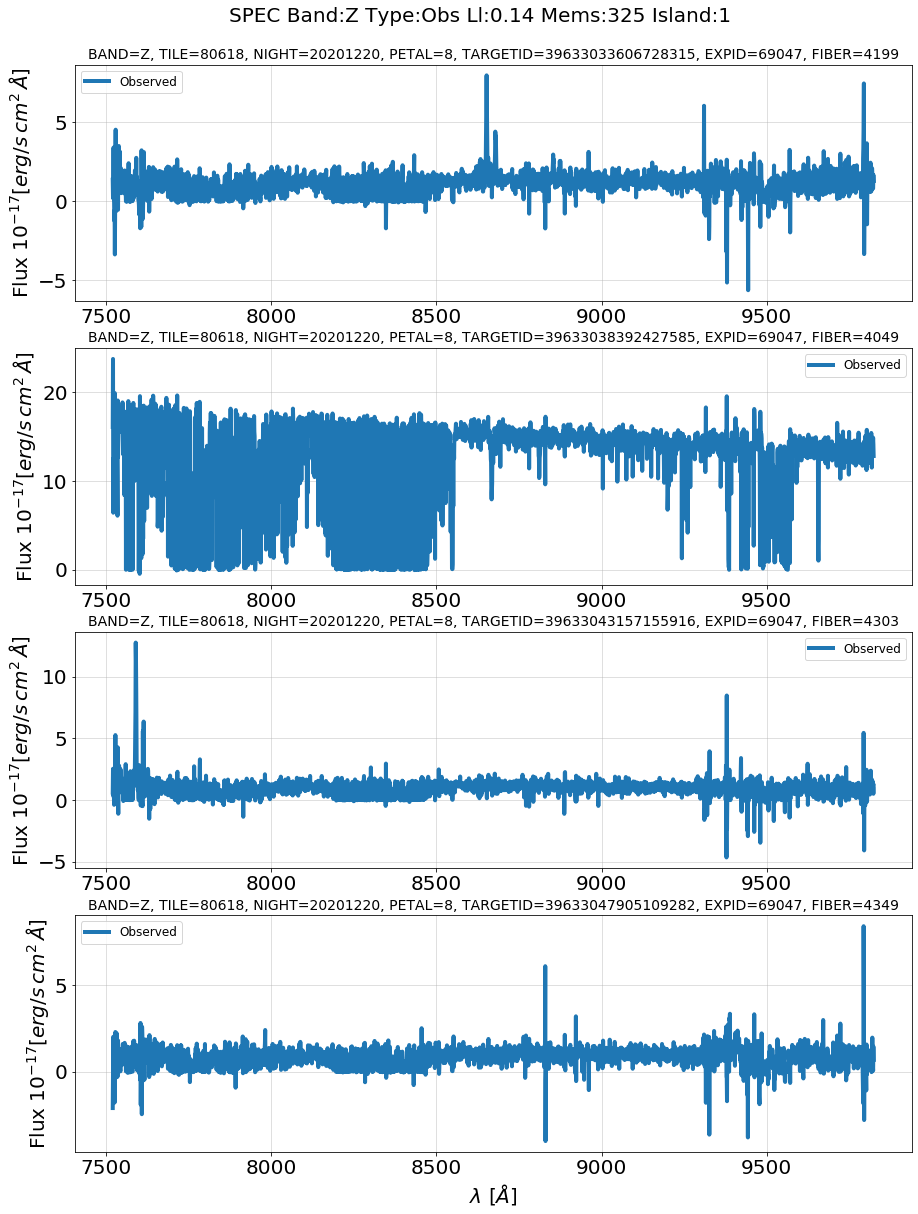 SPEC Band:Z Type:Obs Ll:0.14 Mems:325 Island:1
BAND=Z, TILE=80618, NIGHT=20201220, PETAL=8, TARGETID=39633033606728315, EXPID=69047, FIBER=4199
Observed
Flux 10^{-17}[erg/s cm^2 Å]
5
0
−5
7500 8000 8500 9000 9500
BAND=Z, TILE=80618, NIGHT=20201220, PETAL=8, TARGETID=39633038392427585, EXPID=69047, FIBER=4049
Observed
Flux 10^{-17}[erg/s cm^2 Å]
20
10
0
7500 8000 8500 9000 9500
BAND=Z, TILE=80618, NIGHT=20201220, PETAL=8, TARGETID=39633043157155916, EXPID=69047, FIBER=4303
Observed
Flux 10^{-17}[erg/s cm^2 Å]
10
5
0
−5
7500 8000 8500 9000 9500
BAND=Z, TILE=80618, NIGHT=20201220, PETAL=8, TARGETID=39633047905109282, EXPID=69047, FIBER=4349
Observed
Flux 10^{-17}[erg/s cm^2 Å]
5
0
7500 8000 8500 9000 9500
λ [Å]